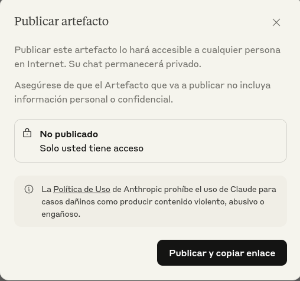 Publicar artefacto
Publicar este artefacto lo hará accesible a cualquier persona
en Internet. Su chat permanecerá privado.
Asegúrese de que el Artefacto que va a publicar no incluya
información personal o confidencial.
No publicado
Solo usted tiene acceso
La Política de Uso de Anthropic prohíbe el uso de Claude para
casos dañinos como producir contenido violento, abusivo o
engañoso.
Publicar y copiar enlace